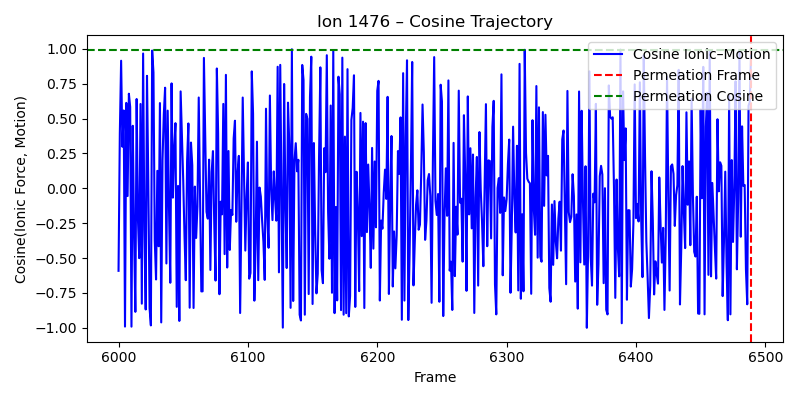 Ion 1476 – Cosine Trajectory
Cosine(Ionic Force, Motion)
1.00
0.75
0.50
0.25
0.00
−0.25
−0.50
−0.75
−1.00
Cosine Ionic–Motion
Permeation Frame
Permeation Cosine
6000
6100
6200
6300
6400
6500
Frame